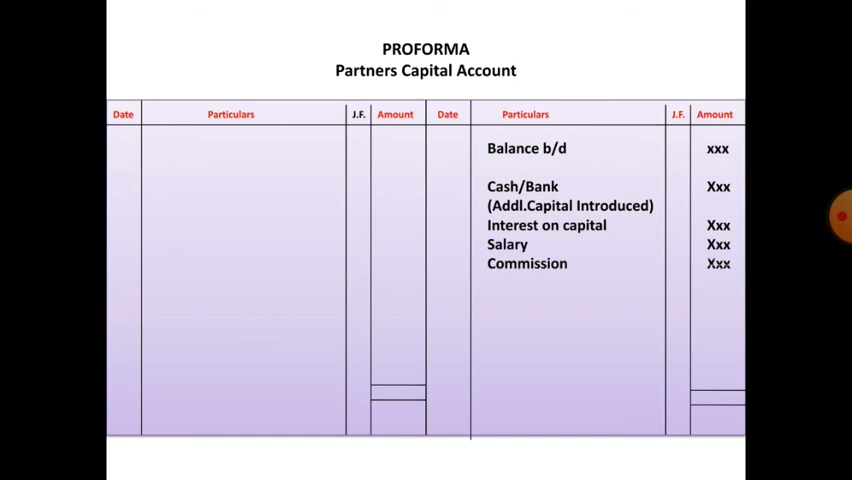 PROFORMA
Partners Capital Account
Date Particulars J.F. Amount Date Particulars J.F. Amount
Balance b/d xxx
Cash/Bank Xxx
(Addl.Capital Introduced)
Interest on capital Xxx
Salary Xxx
Commission Xxx